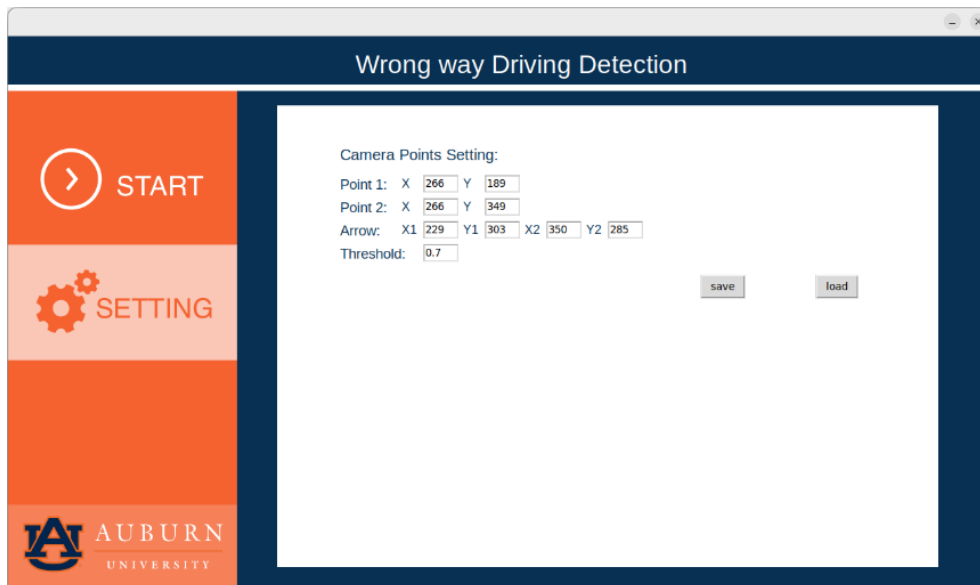 Wrong way Driving Detection
START
SETTING
AUBURN
UNIVERSITY
Camera Points Setting:
Point 1: X 266 Y 189
Point 2: X 266 Y 349
Arrow: X1 229 Y1 303 X2 350 Y2 285
Threshold: 0.7
save load